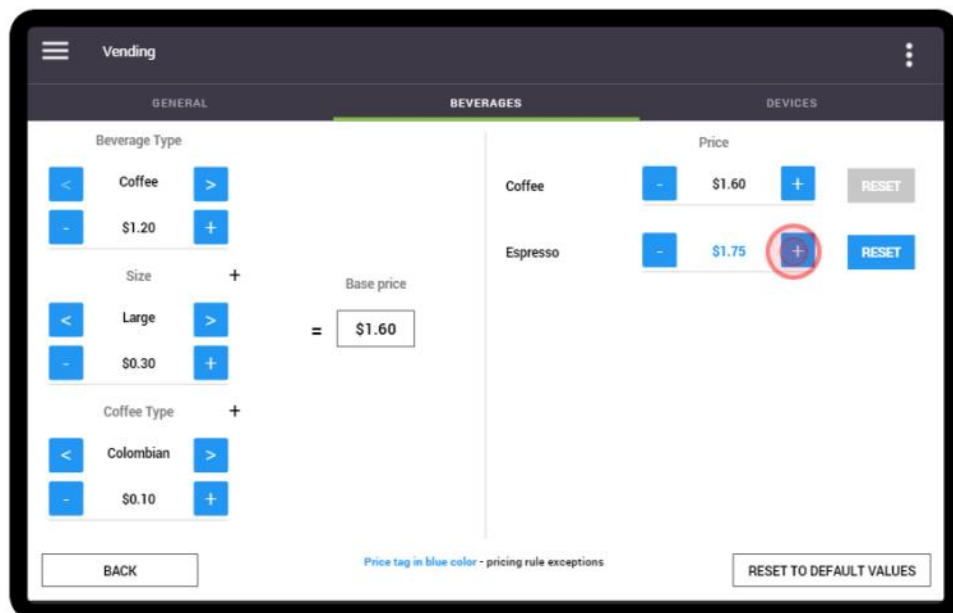 Vending
GENERAL BEVERAGES DEVICES
Beverage Type
< Coffee >
- $1.20 +
Size +
< Large >
- $0.30 +
Coffee Type +
< Colombian >
- $0.10 +
Base price
= $1.60
Price
Coffee - $1.60 + RESET
Espresso - $1.75 + RESET
BACK
Price tag in blue color - pricing rule exceptions
RESET TO DEFAULT VALUES